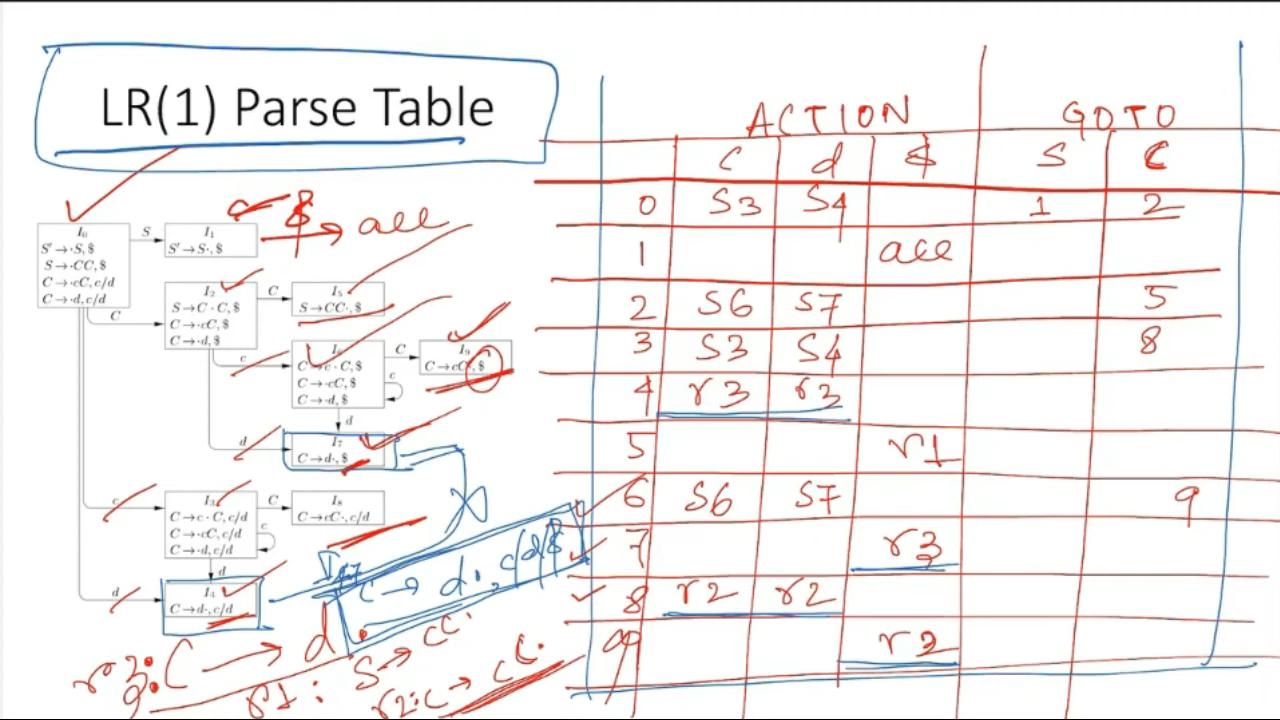 LR(1) Parse Table
ACTION GOTO
c d $ S C
0 S3 S4 1 2
1 acc
2 S6 S7 5
3 S3 S4 8
4 r3 r3
5 r1
6 S6 S7 9
7 r3
8 r2 r2
9 r2
$ → acc
I0
S' → ·S, $
S → ·CC, $
C → ·cC, c/d
C → ·d, c/d
S
I1
S' → S·, $
C
I2
S → C · C, $
C → ·cC, $
C → ·d, $
C
I5
S → CC·, $
c
C → c · C, $
C → ·cC, $
C → ·d, $
C
c
I9
C → cC·, $
d
d
I7
C → d·, $
c
I3
C → c · C, c/d
C → ·cC, c/d
C → ·d, c/d
C
c
I8
C → cC·, c/d
d
d
I4
C → d·, c/d
C → d·, c/d/$
r3: C → d·
r1: S → CC·
r2: C → cC·